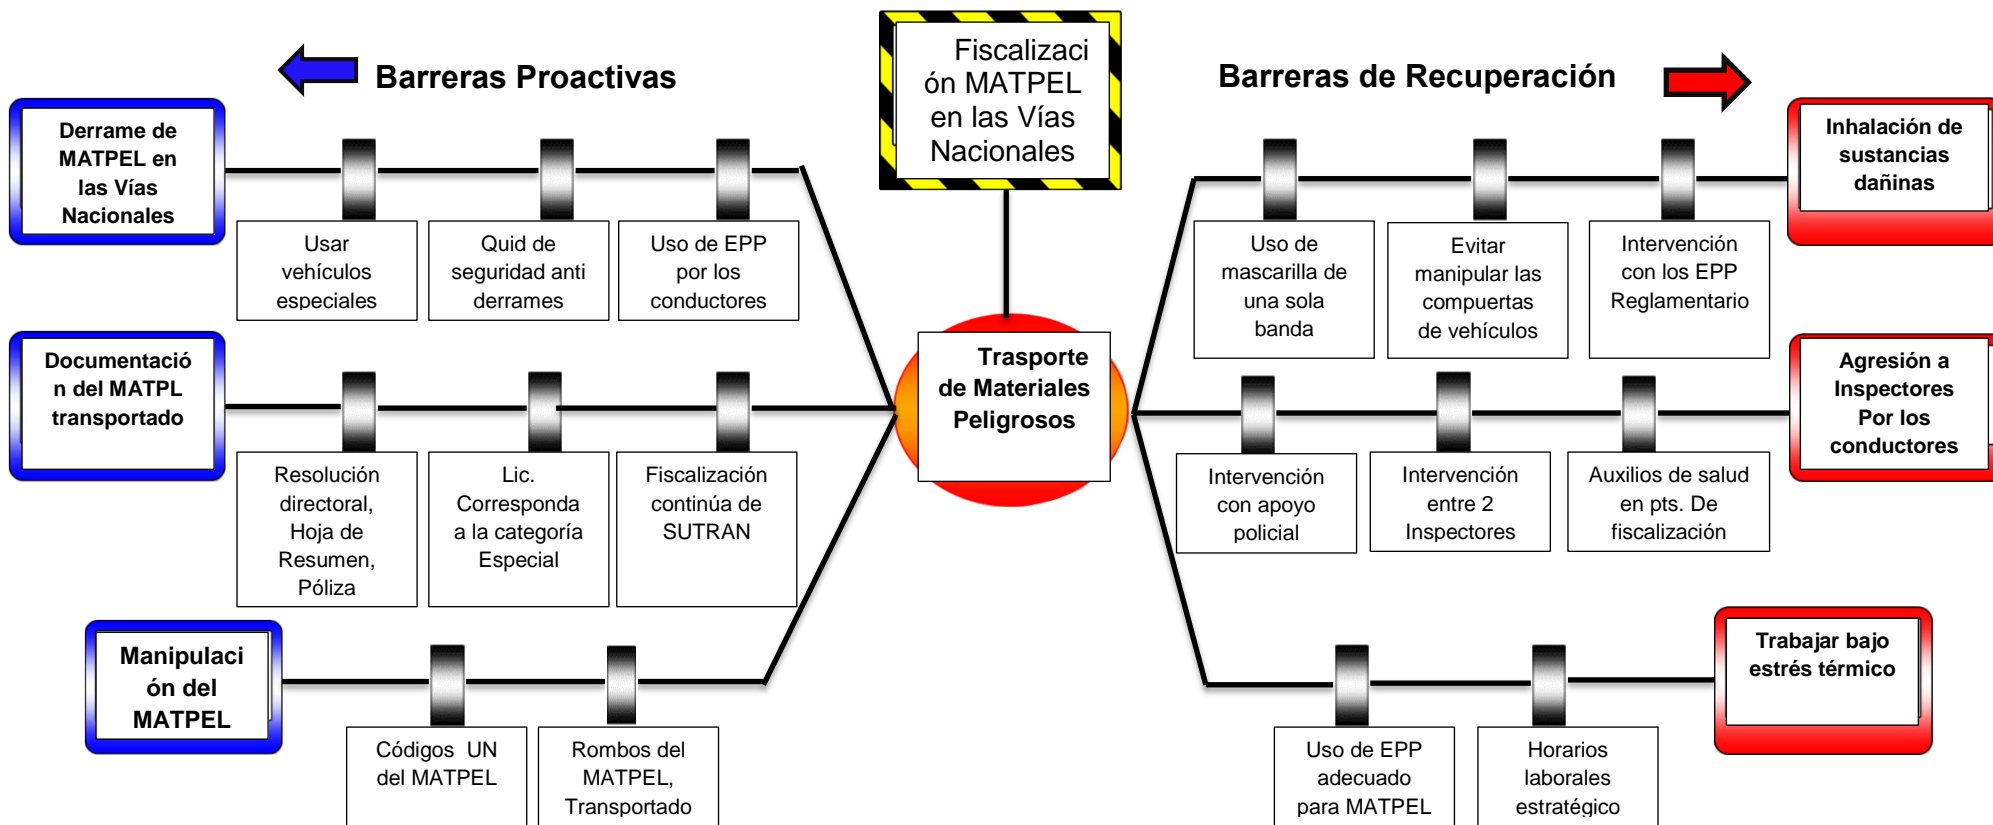 Barreras Proactivas
Fiscalizaci
ón MATPEL
en las Vías
Nacionales
Barreras de Recuperación
Derrame de
MATPEL en
las Vías
Nacionales
Usar
vehículos
especiales
Quid de
seguridad anti
derrames
Uso de EPP
por los
conductores
Uso de
mascarilla de
una sola
banda
Evitar
manipular las
compuertas
de vehículos
Intervención
con los EPP
Reglamentario
Inhalación de
sustancias
dañinas
Documentació
n del MATPL
transportado
Resolución
directoral,
Hoja de
Resumen,
Póliza
Lic.
Corresponda
a la categoría
Especial
Fiscalización
continúa de
SUTRAN
Trasporte
de Materiales
Peligrosos
Intervención
con apoyo
policial
Intervención
entre 2
Inspectores
Auxilios de salud
en pts. De
fiscalización
Agresión a
Inspectores
Por los
conductores
Manipulaci
ón del
MATPEL
Códigos  UN
del MATPEL
Rombos del
MATPEL,
Transportado
Uso de EPP
adecuado
para MATPEL
Horarios
laborales
estratégico
Trabajar bajo
estrés térmico